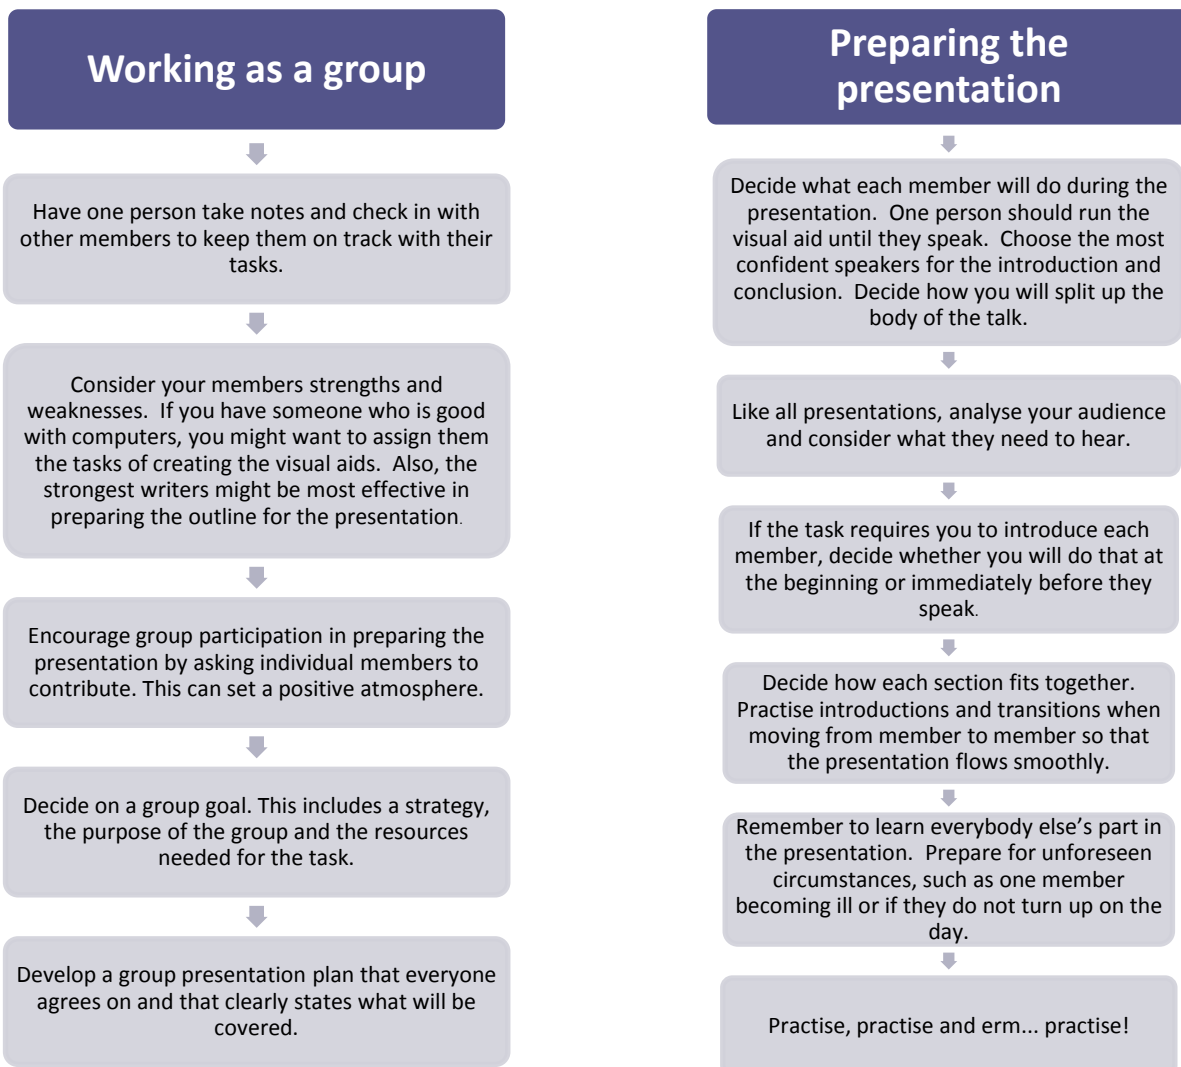 Working as a group
Have one person take notes and check in with
other members to keep them on track with their
tasks.
Consider your members strengths and
weaknesses.  If you have someone who is good
with computers, you might want to assign them
the tasks of creating the visual aids.  Also, the
strongest writers might be most effective in
preparing the outline for the presentation.
Encourage group participation in preparing the
presentation by asking individual members to
contribute. This can set a positive atmosphere.
Decide on a group goal. This includes a strategy,
the purpose of the group and the resources
needed for the task.
Develop a group presentation plan that everyone
agrees on and that clearly states what will be
covered.
Preparing the
presentation
Decide what each member will do during the
presentation.  One person should run the
visual aid until they speak.  Choose the most
confident speakers for the introduction and
conclusion.  Decide how you will split up the
body of the talk.
Like all presentations, analyse your audience
and consider what they need to hear.
If the task requires you to introduce each
member, decide whether you will do that at
the beginning or immediately before they
speak.
Decide how each section fits together.
Practise introductions and transitions when
moving from member to member so that
the presentation flows smoothly.
Remember to learn everybody else's part in
the presentation.  Prepare for unforeseen
circumstances, such as one member
becoming ill or if they do not turn up on the
day.
Practise, practise and erm... practise!